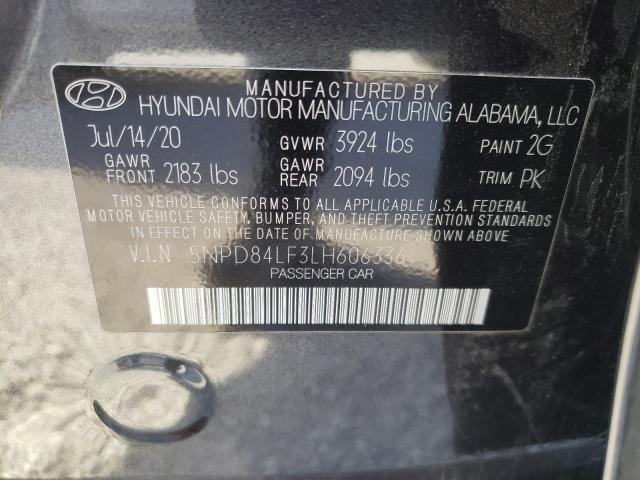 MANUFACTURED BY
HYUNDAI MOTOR MANUFACTURING ALABAMA, LLC
Jul/14/20 GVWR 3924 lbs PAINT 2G
GAWR FRONT 2183 lbs GAWR REAR 2094 lbs TRIM PK
THIS VEHICLE CONFORMS TO ALL APPLICABLE U.S.A. FEDERAL
MOTOR VEHICLE SAFETY, BUMPER, AND THEFT PREVENTION STANDARDS
IN EFFECT ON THE DATE OF MANUFACTURE SHOWN ABOVE.
V.I.N 5NPD84LF3LH606336
PASSENGER CAR